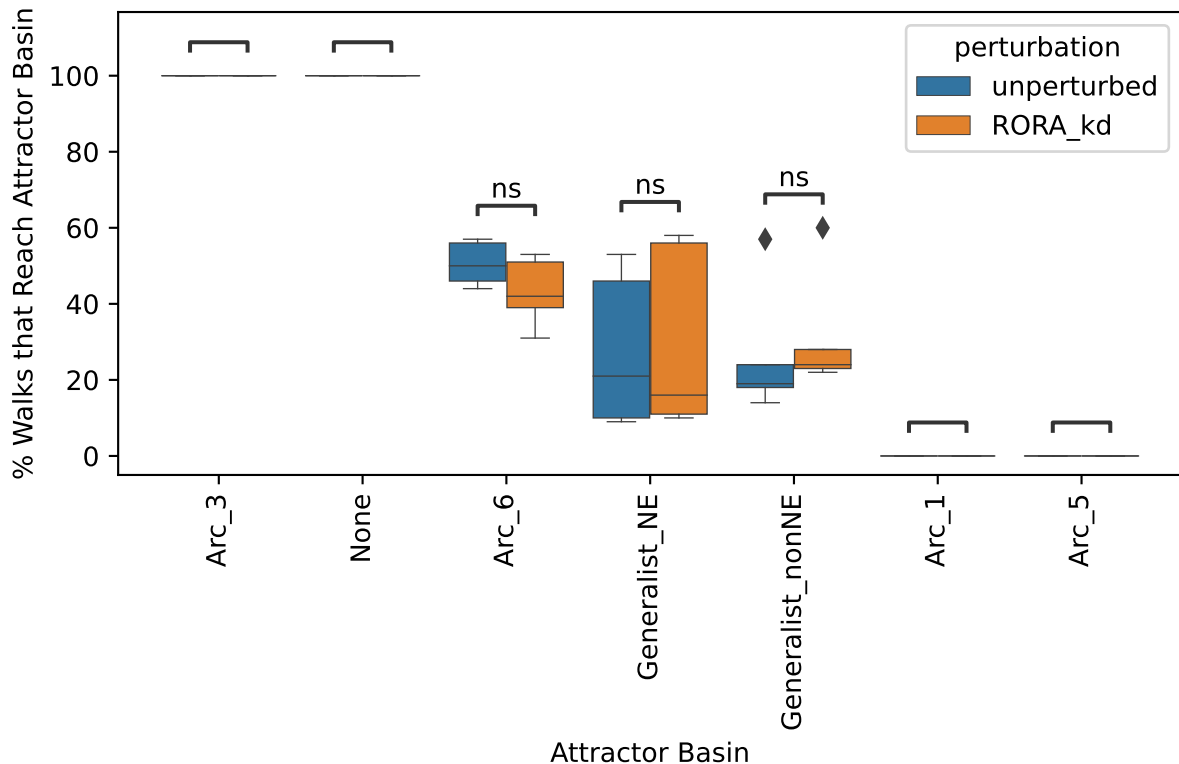 % Walks that Reach Attractor Basin
100
80
60
40
20
0
perturbation
unperturbed
RORA_kd
ns
ns
ns
Arc_3
None
Arc_6
Generalist_NE
Generalist_nonNE
Arc_1
Arc_5
Attractor Basin